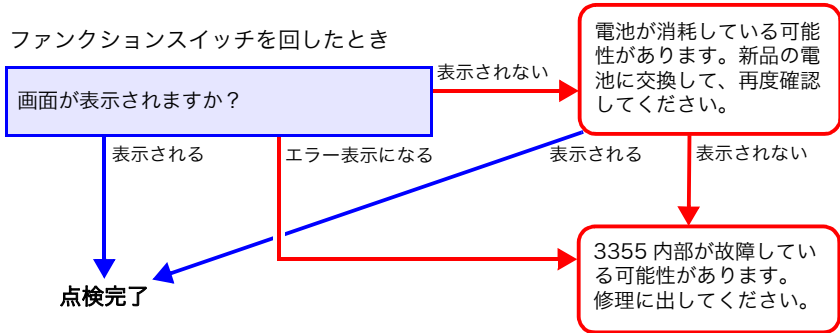 ファンクションスイッチを回したとき
画面が表示されますか？
表示されない
電池が消耗している可能
性があります。新品の電
池に交換して、再度確認
してください。
表示される
エラー表示になる
表示される
表示されない
3355 内部が故障してい
る可能性があります。
修理に出してください。
点検完了